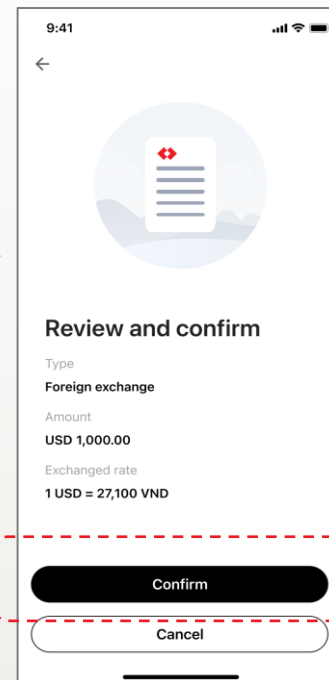 9:41
Review and confirm
Type
Foreign exchange
Amount
USD 1,000.00
Exchanged rate
1 USD = 27,100 VND
Confirm
Cancel